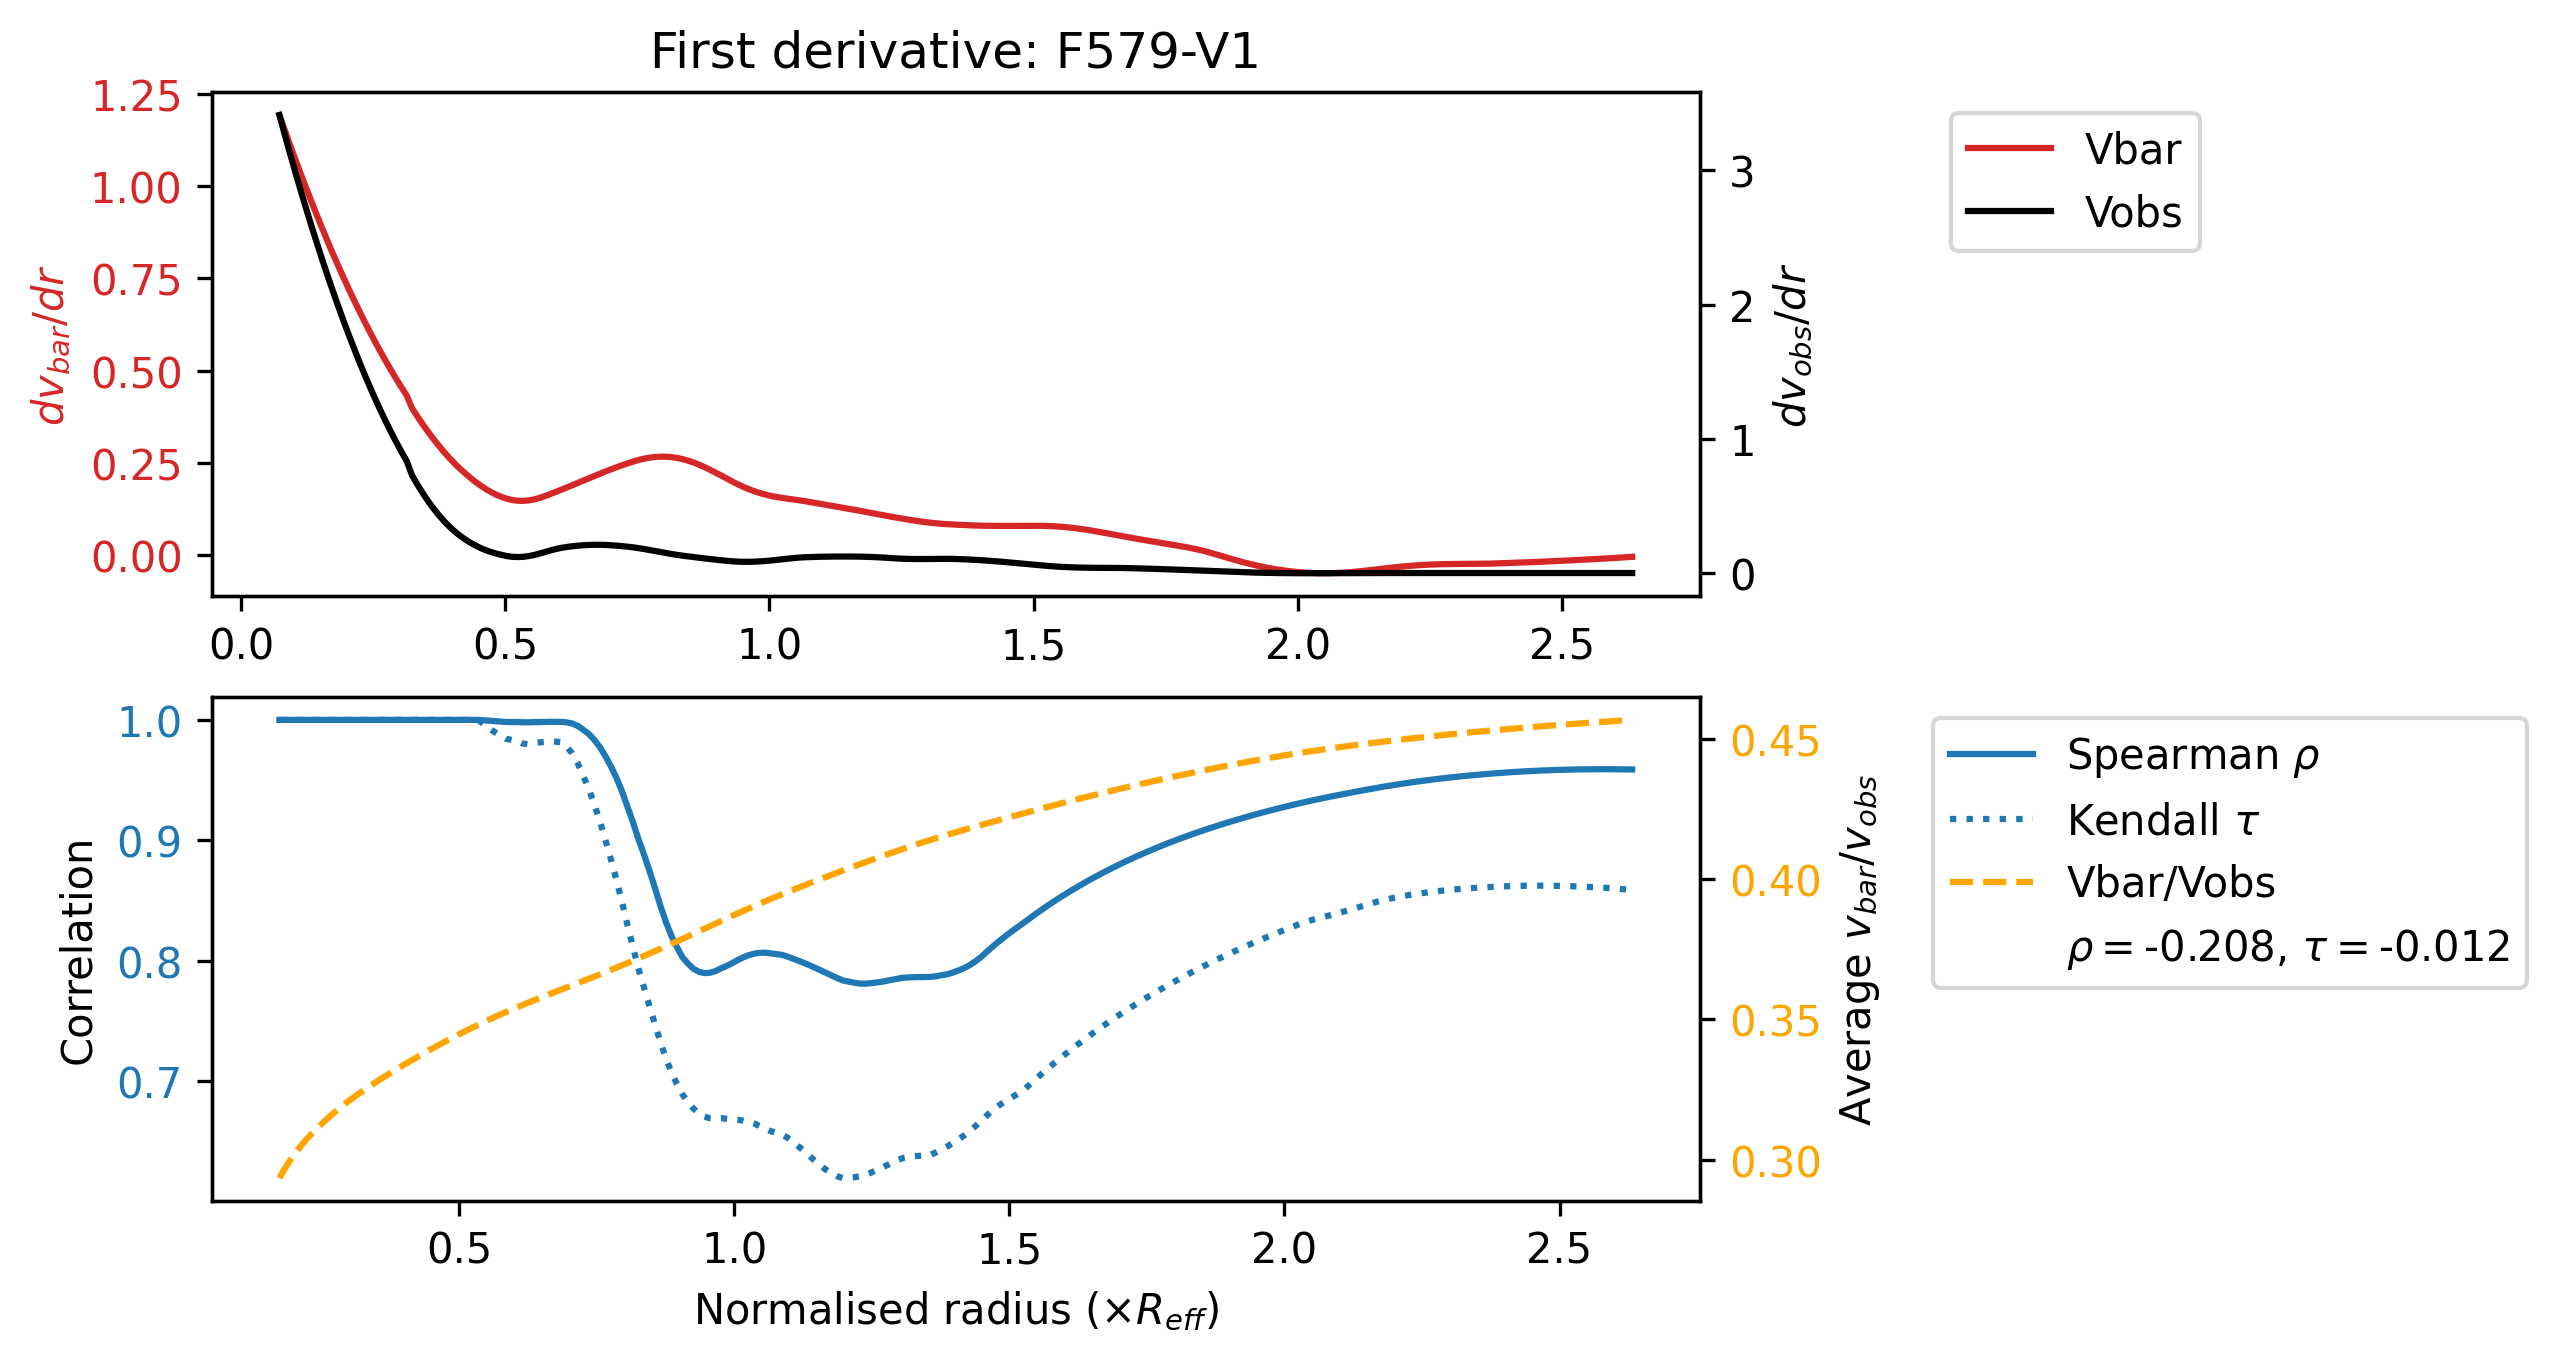 First derivative: F579-V1
1.25
1.00
0.75
0.50
0.25
0.00
dv_bar/dr
3
2
1
0
dv_obs/dr
0.0 0.5 1.0 1.5 2.0 2.5
Vbar
Vobs
1.0
0.9
0.8
0.7
Correlation
0.45
0.40
0.35
0.30
Average v_bar/v_obs
0.5 1.0 1.5 2.0 2.5
Normalised radius (×R_eff)
Spearman ρ
Kendall τ
Vbar/Vobs
ρ = -0.208, τ = -0.012